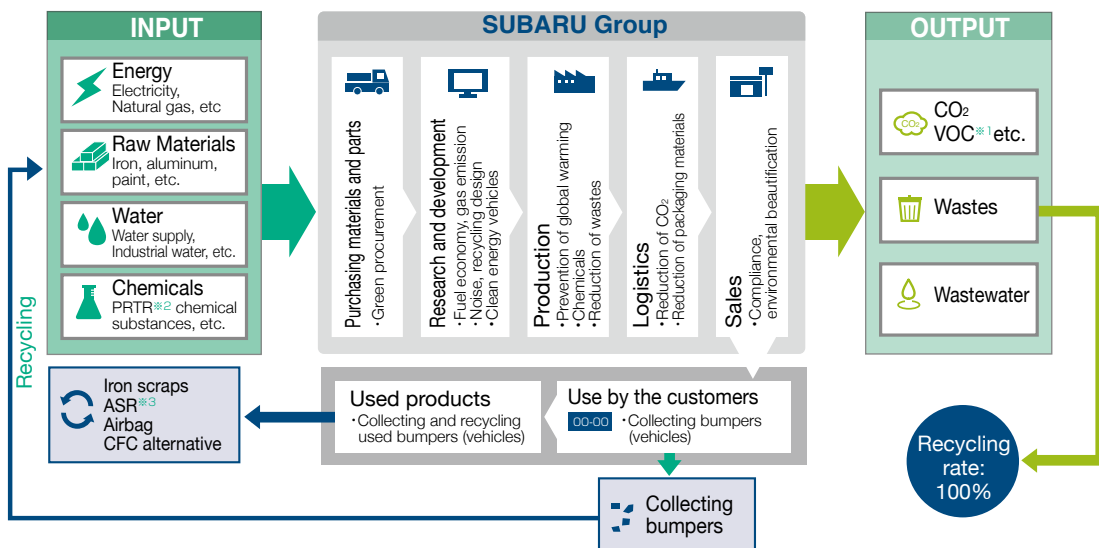 INPUT
Energy
Electricity,
Natural gas, etc
Raw Materials
Iron, aluminum,
paint, etc.
Water
Water supply,
Industrial water, etc.
Chemicals
PRTR※2 chemical
substances, etc.
Recycling
SUBARU Group
Purchasing materials and parts
・Green procurement
Research and development
・Fuel economy, gas emission
・Noise, recycling design
・Clean energy vehicles
Production
・Prevention of global warming
・Chemicals
・Reduction of wastes
Logistics
・Reduction of CO2
・Reduction of packaging materials
Sales
・Compliance,
environmental beautification
OUTPUT
CO2
CO2
VOC※1 etc.
Wastes
Wastewater
Iron scraps
ASR※3
Airbag
CFC alternative
Used products
・Collecting and recycling
used bumpers (vehicles)
Use by the customers
00-00 ・Collecting bumpers
(vehicles)
Collecting
bumpers
Recycling
rate:
100%